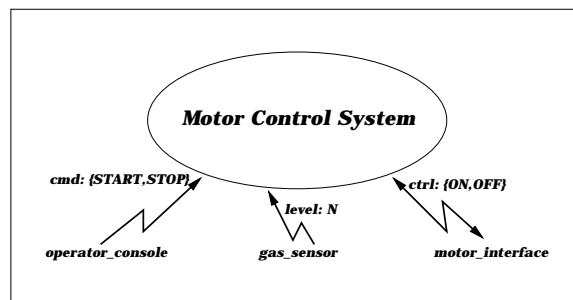 Motor Control System
cmd: {START,STOP}
ctrl: {ON,OFF}
level: N
operator_console
gas_sensor
motor_interface